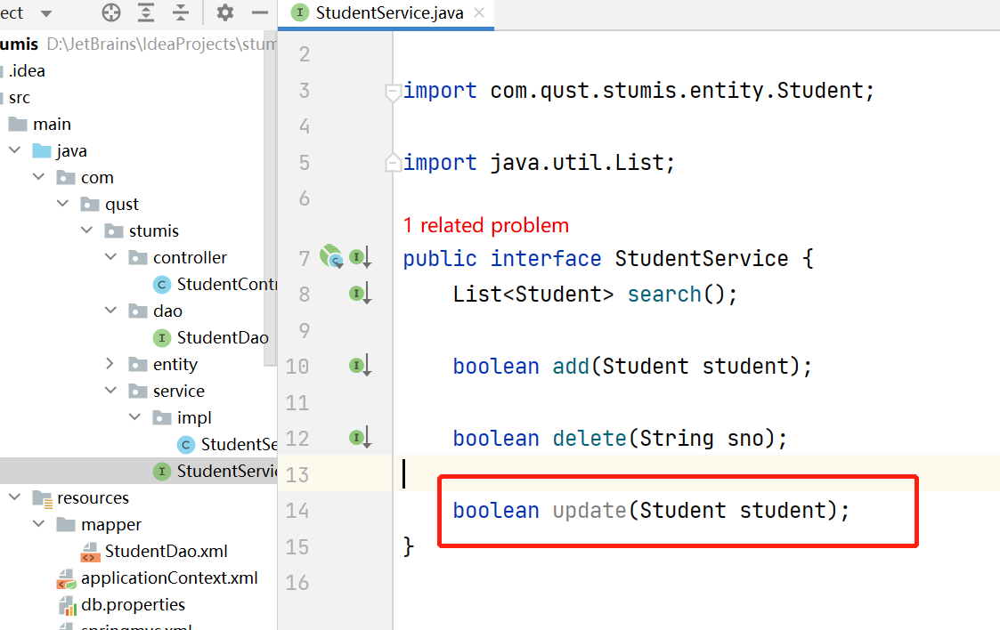 ect
StudentService.java
umis D:\JetBrains\IdeaProjects\stum
.idea
src
main
java
com
qust
stumis
controller
StudentContr
dao
StudentDao
entity
service
impl
StudentSe
StudentServic
resources
mapper
StudentDao.xml
applicationContext.xml
db.properties
springmvc.xml
2
3 import com.qust.stumis.entity.Student;
4
5 import java.util.List;
6
1 related problem
7 public interface StudentService {
8 List<Student> search();
9
10 boolean add(Student student);
11
12 boolean delete(String sno);
13
14 boolean update(Student student);
15 }
16